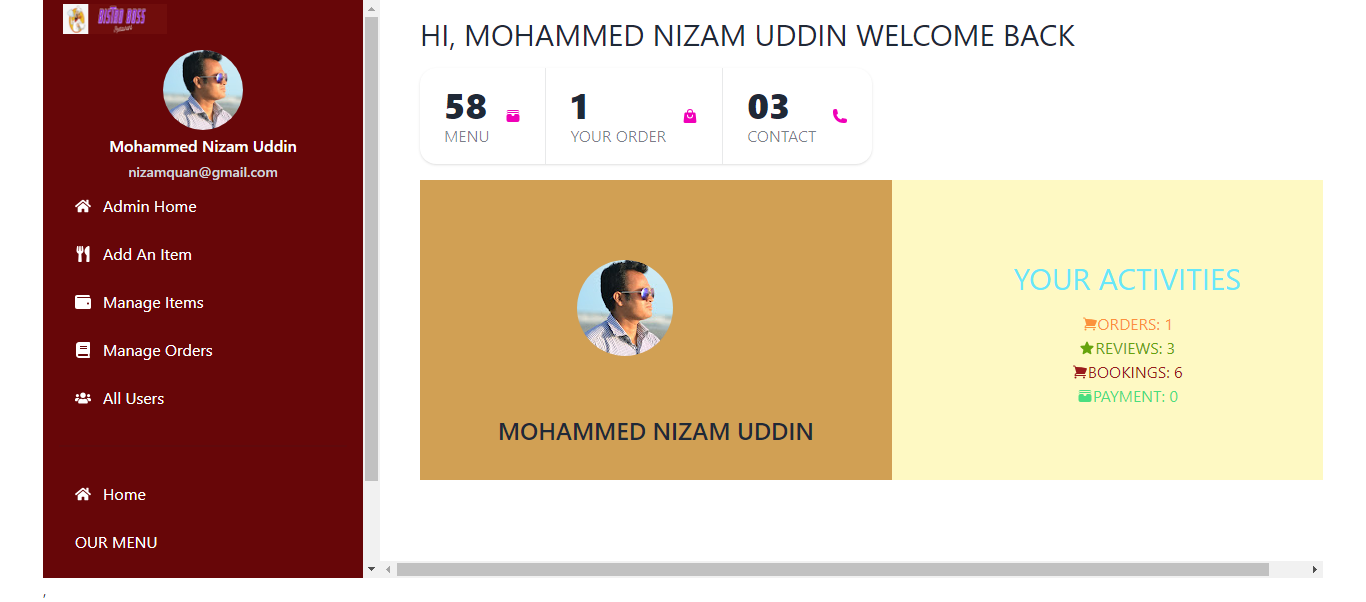 BISTRO BOSS
Restaurant
Mohammed Nizam Uddin
nizamquan@gmail.com
Admin Home
Add An Item
Manage Items
Manage Orders
All Users
Home
OUR MENU
HI, MOHAMMED NIZAM UDDIN WELCOME BACK
58
MENU
1
YOUR ORDER
03
CONTACT
MOHAMMED NIZAM UDDIN
YOUR ACTIVITIES
ORDERS: 1
REVIEWS: 3
BOOKINGS: 6
PAYMENT: 0
,